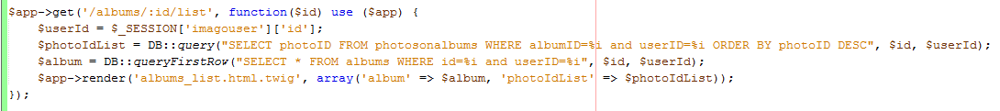 $app->get('/albums/:id/list', function($id) use ($app) {
    $userId = $_SESSION['imagouser']['id'];
    $photoIdList = DB::query("SELECT photoID FROM photosonalbums WHERE albumID=%i and userID=%i ORDER BY photoID DESC", $id, $userId);
    $album = DB::queryFirstRow("SELECT * FROM albums WHERE id=%i and userID=%i", $id, $userId);
    $app->render('albums_list.html.twig', array('album' => $album, 'photoIdList' => $photoIdList));
});